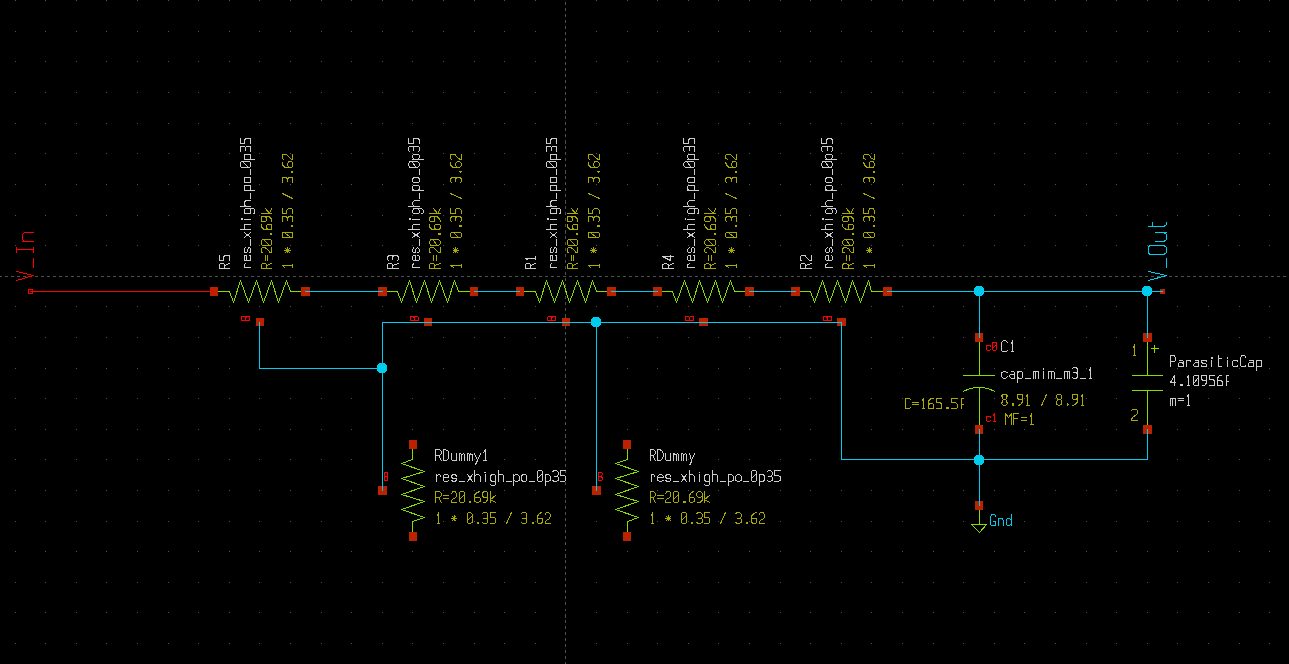 V_In
R5
res_xhigh_po_0p35
R=20.69k
1 * 0.35 / 3.62
B
R3
res_xhigh_po_0p35
R=20.69k
1 * 0.35 / 3.62
B
R1
res_xhigh_po_0p35
R=20.69k
1 * 0.35 / 3.62
B
R4
res_xhigh_po_0p35
R=20.69k
1 * 0.35 / 3.62
B
R2
res_xhigh_po_0p35
R=20.69k
1 * 0.35 / 3.62
B
V_Out
c0 C1
cap_mim_m3_1
8.91 / 8.91
C=165.5f
c1 MF=1
1 +
ParasiticCap
4.10956f
m=1
2
Gnd
B
RDummy1
res_xhigh_po_0p35
R=20.69k
1 * 0.35 / 3.62
B
RDummy
res_xhigh_po_0p35
R=20.69k
1 * 0.35 / 3.62